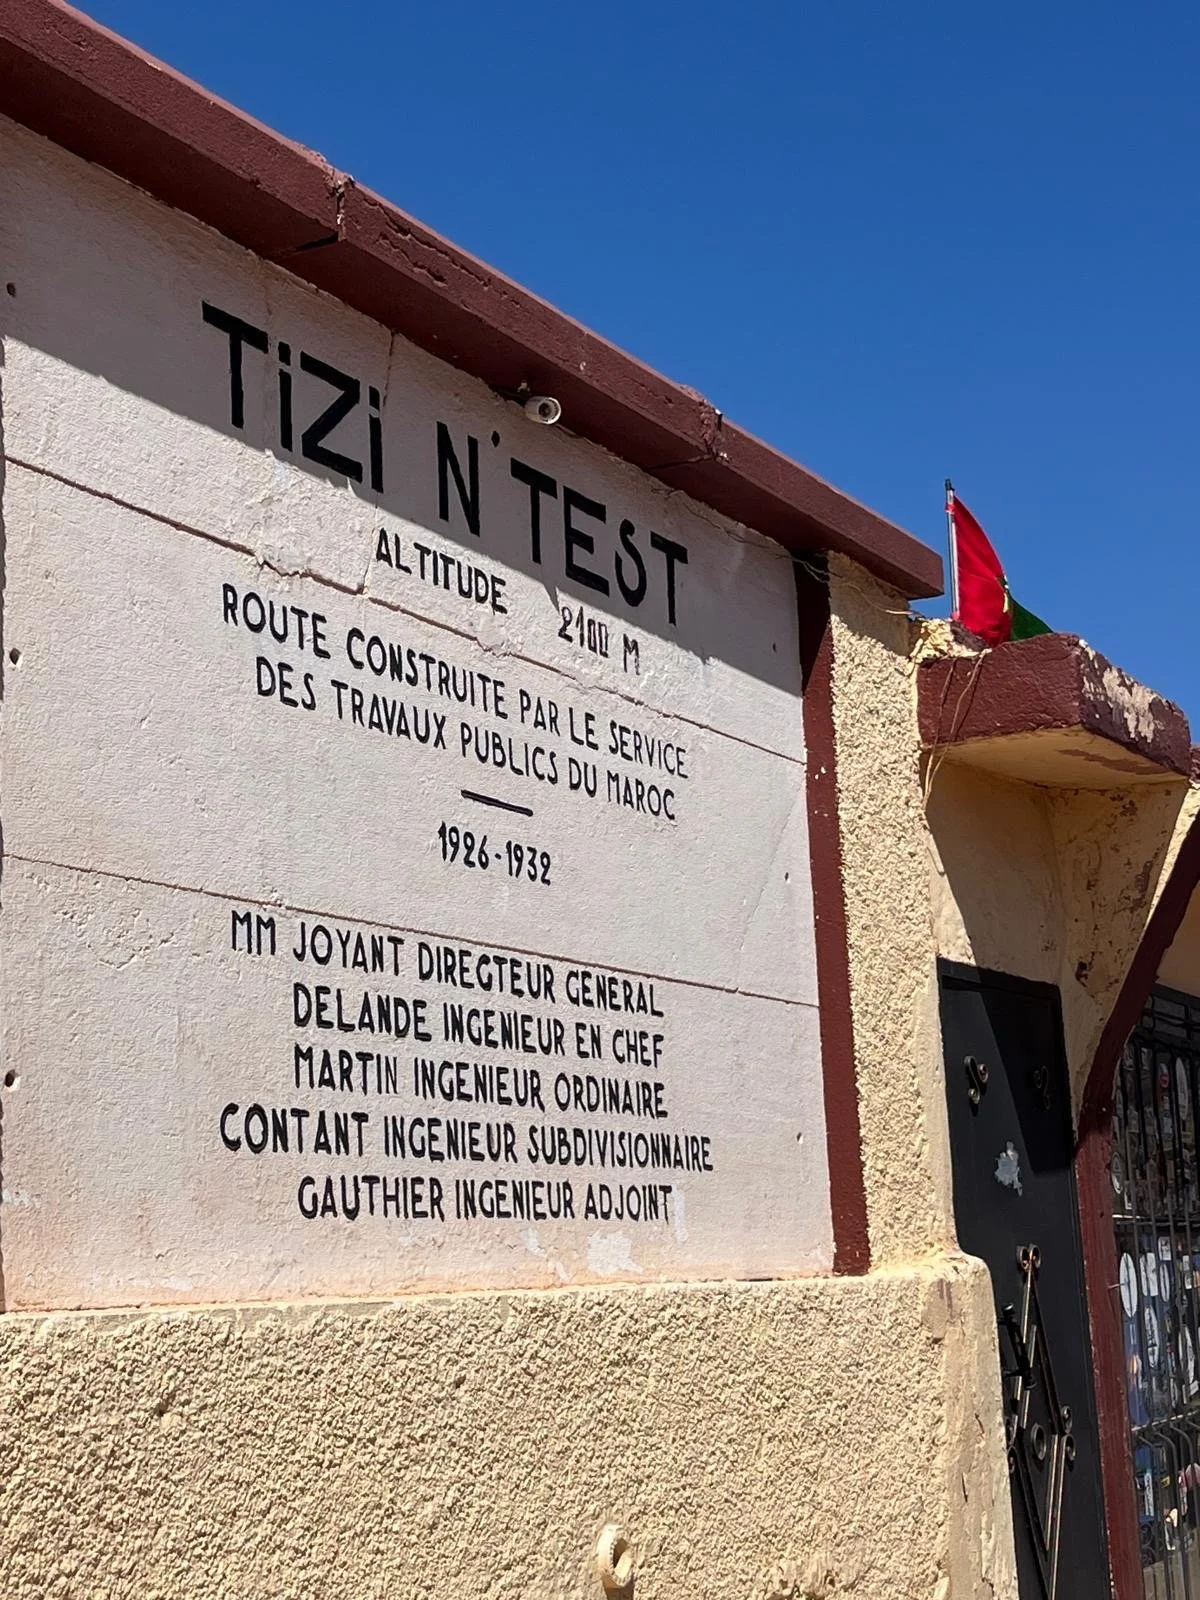 TiZi N'TEST
ALTITUDE 2100 M
ROUTE CONSTRUITE PAR LE SERVICE
DES TRAVAUX PUBLICS DU MAROC
1926-1932
MM JOYANT DIRECTEUR GENERAL
DELANDE INGENIEUR EN CHEF
MARTIN INGENIEUR ORDINAIRE
CONTANT INGENIEUR SUBDIVISIONNAIRE
GAUTHIER INGENIEUR ADJOINT